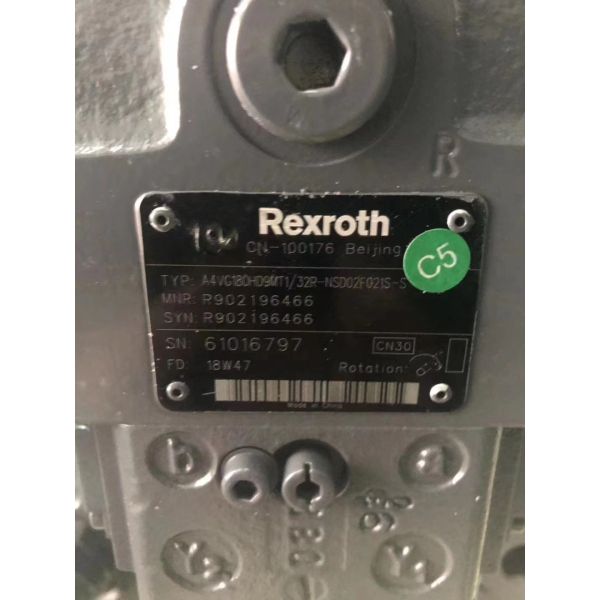 R
Rexroth
CN-100176 Beijing
C5
TYP: A4VG180HD9MT1/32R-NSD02F021S-S
MNR: R902196466
SYN: R902196466
SN: 61016797
CN30
FD: 18W47
Rotation:
Made in China
b
a